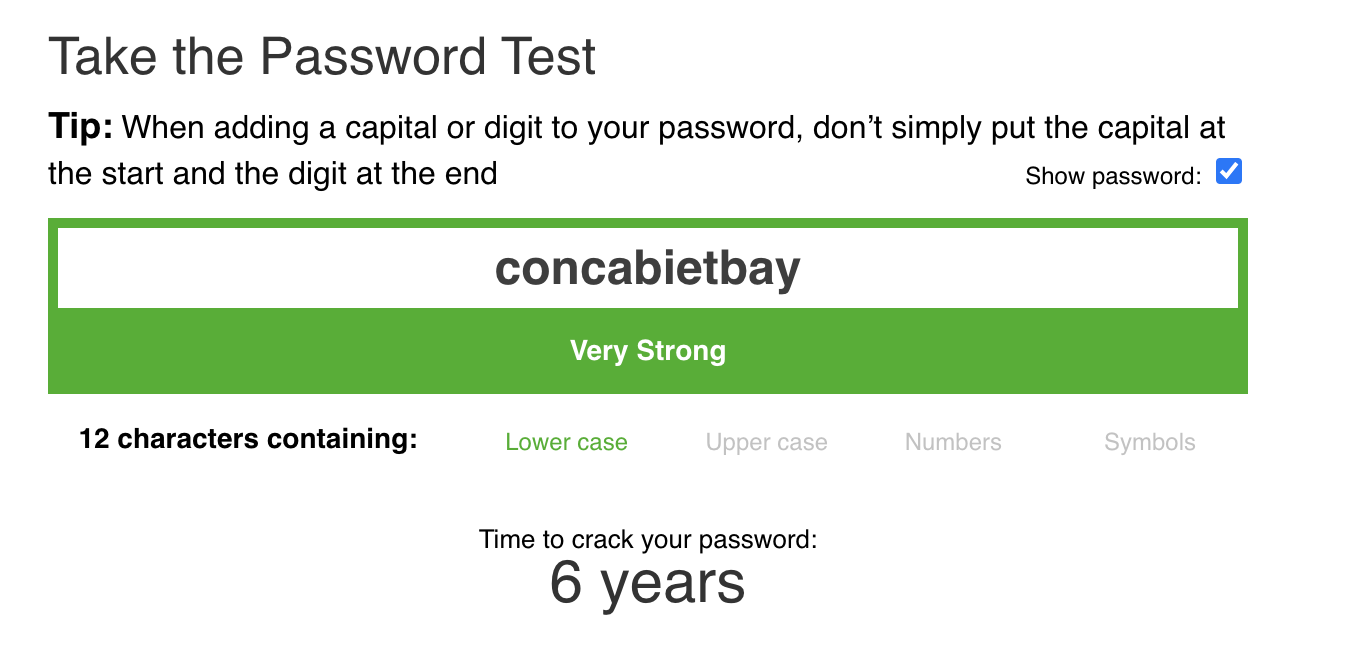 Take the Password Test
Tip: When adding a capital or digit to your password, don’t simply put the capital at
the start and the digit at the end
Show password:
concabietbay
Very Strong
12 characters containing:
Lower case
Upper case
Numbers
Symbols
Time to crack your password:
6 years